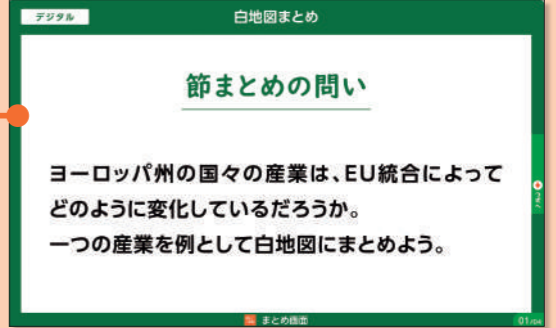 デジタル
白地図まとめ
節まとめの問い
ヨーロッパ州の国々の産業は、EU統合によって
どのように変化しているだろうか。
一つの産業を例として白地図にまとめよう。
つぎへ
まとめ画面
01/04